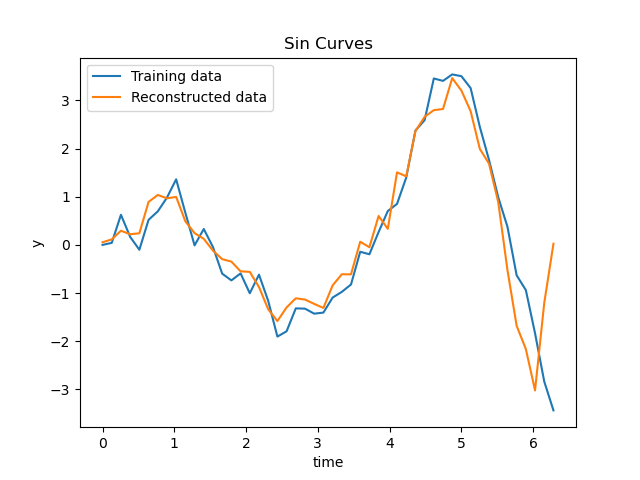 Sin Curves
Training data
Reconstructed data
3
2
1
0
−1
−2
−3
y
0 1 2 3 4 5 6
time